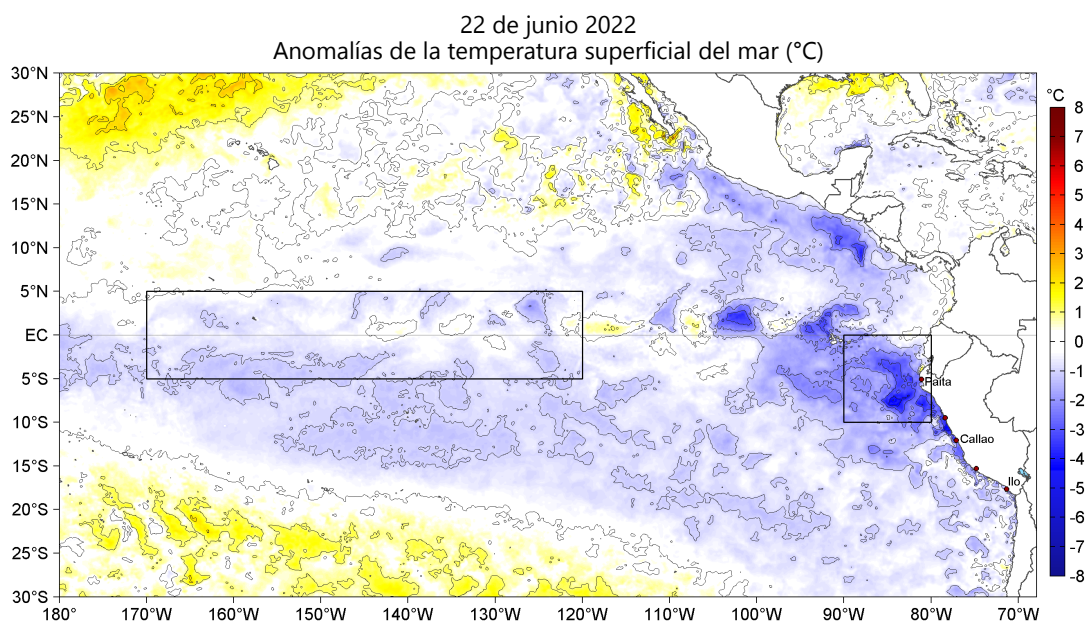 22 de junio 2022
Anomalías de la temperatura superficial del mar (°C)
30°N
25°N
20°N
15°N
10°N
5°N
EC
5°S
10°S
15°S
20°S
25°S
30°S
180
170°W
160°W
150°W
140°W
130°W
120°W
110°W
100°W
90°W
80°W
70°W
Paita
Callao
Ilo
°C
8
7
6
5
4
3
2
1
0
-1
-2
-3
-4
-5
-6
-7
-8